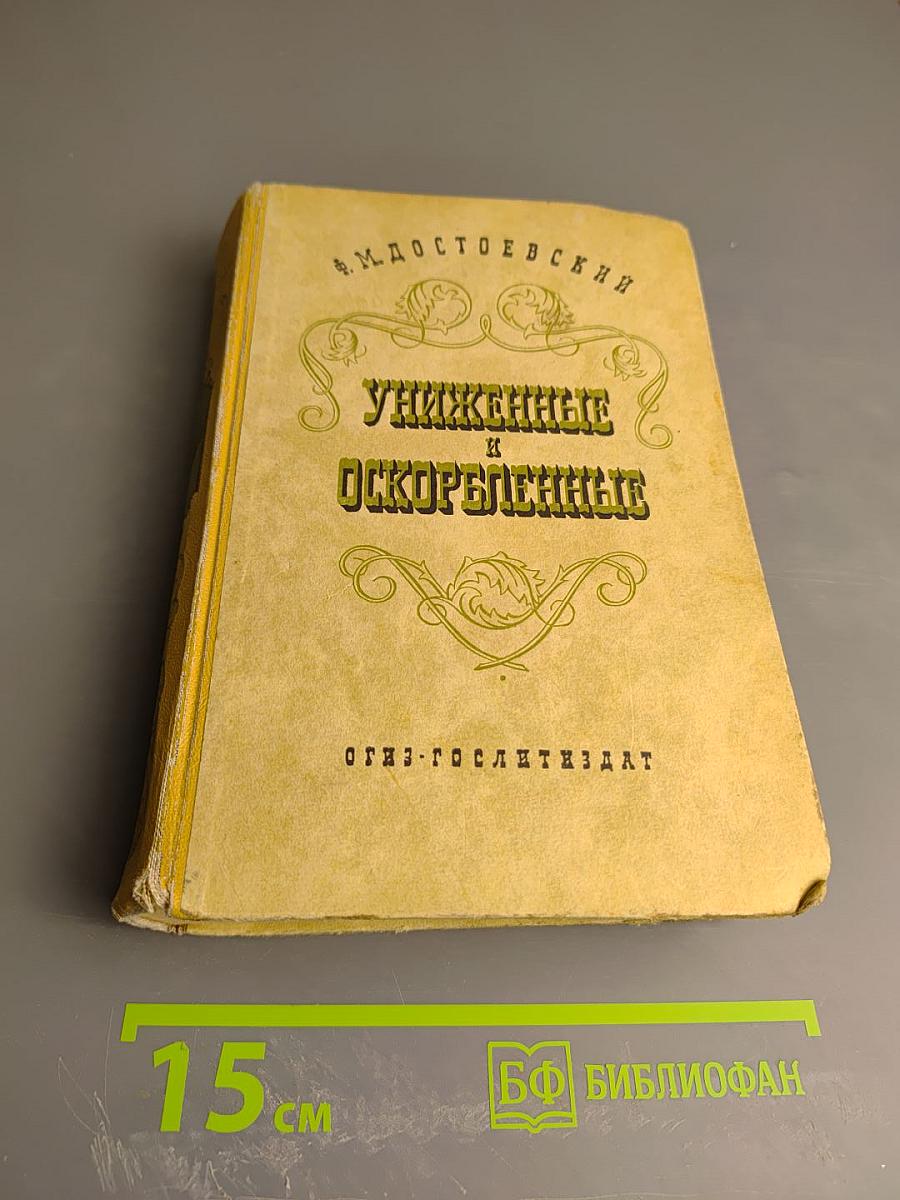 Ф. М. ДОСТОЕВСКИЙ
УНИЖЕННЫЕ
И
ОСКОРБЛЕННЫЕ
ОГИЗ-ГОСЛИТИЗДАТ
15 СМ
БФ БИБЛИОФАН